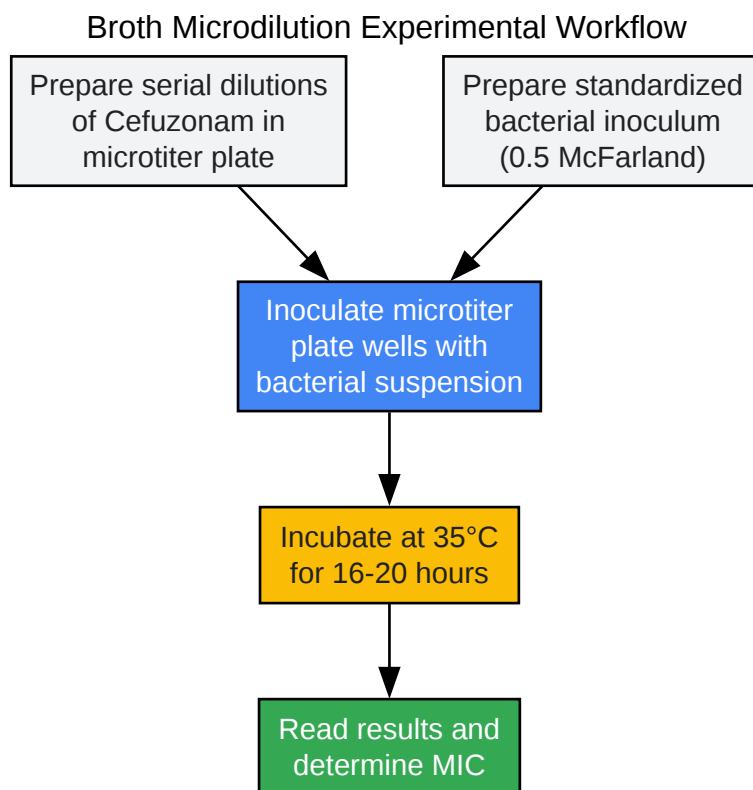 Broth Microdilution Experimental Workflow
Prepare serial dilutions
of Cefuzonam in
microtiter plate
Prepare standardized
bacterial inoculum
(0.5 McFarland)
Inoculate microtiter
plate wells with
bacterial suspension
Incubate at 35°C
for 16-20 hours
Read results and
determine MIC